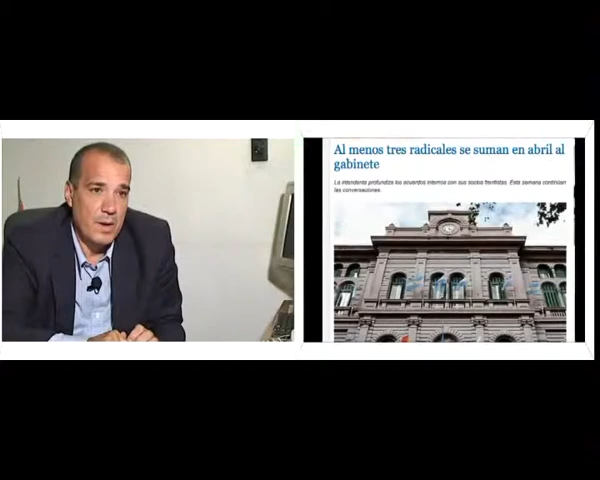 Al menos tres radicales se suman en abril al
gabinete
La intendenta profundiza los acuerdos internos con sus socios frentistas. Esta semana continúan
las conversaciones.